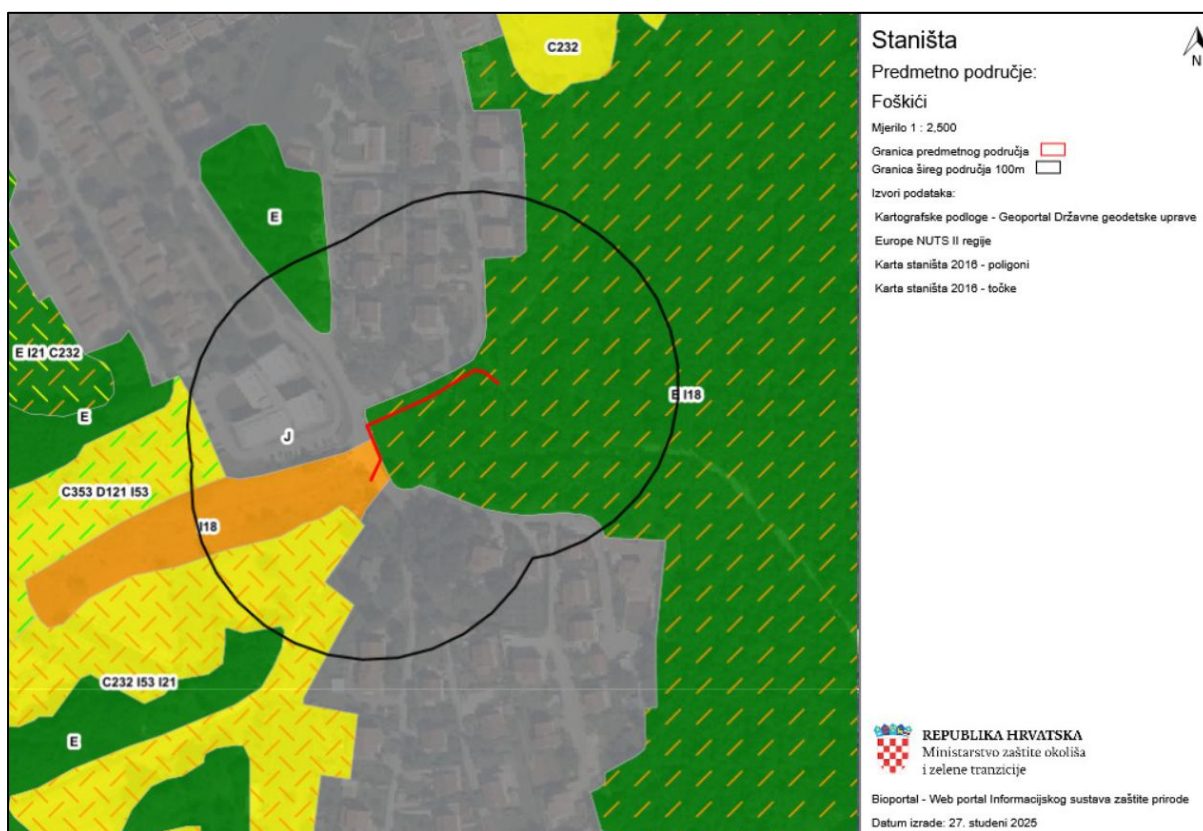 C232
E
E I21 C232
E
E I18
J
C353 D121 I53
I18
C232 I53 I21
E
Staništa
N
Predmetno područje:
Foškići
Mjerilo 1 : 2,500
Granica predmetnog područja
Granica šireg područja 100m
Izvori podataka:
Kartografske podloge - Geoportal Državne geodetske uprave
Europe NUTS II regije
Karta staništa 2016 - poligoni
Karta staništa 2016 - točke
REPUBLIKA HRVATSKA
Ministarstvo zaštite okoliša
i zelene tranzicije
Bioportal - Web portal Informacijskog sustava zaštite prirode
Datum izrade: 27. studeni 2025